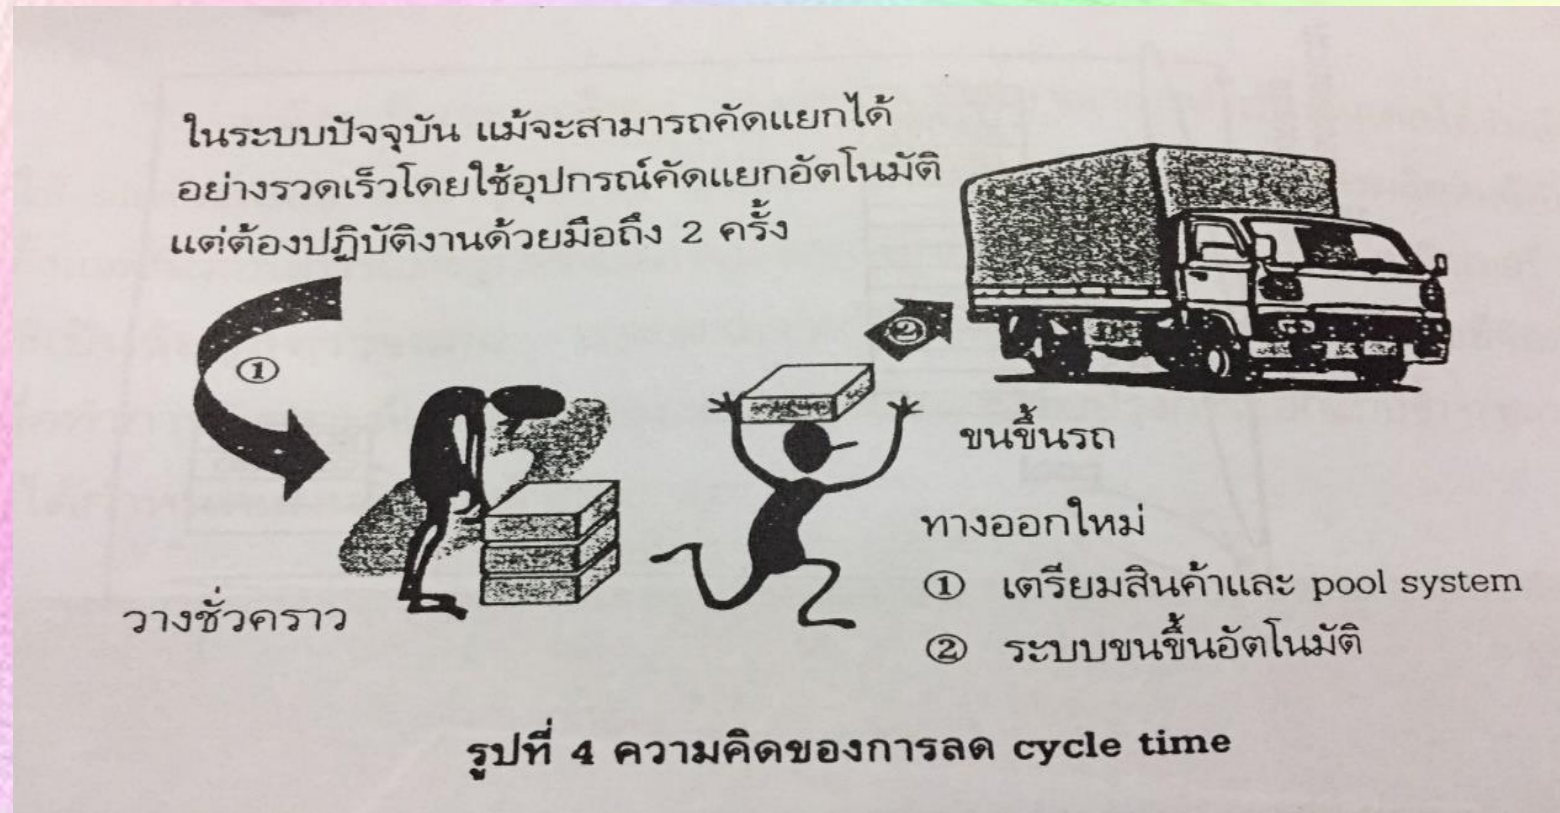 ในระบบปัจจุบัน แม้จะสามารถคัดแยกได้
อย่างรวดเร็วโดยใช้อุปกรณ์คัดแยกอัตโนมัติ
แต่ต้องปฏิบัติงานด้วยมือถึง 2 ครั้ง
①
②
ขนขึ้นรถ
วางชั่วคราว
ทางออกใหม่
① เตรียมสินค้าและ pool system
② ระบบขนขึ้นอัตโนมัติ
รูปที่ 4 ความคิดของการลด cycle time